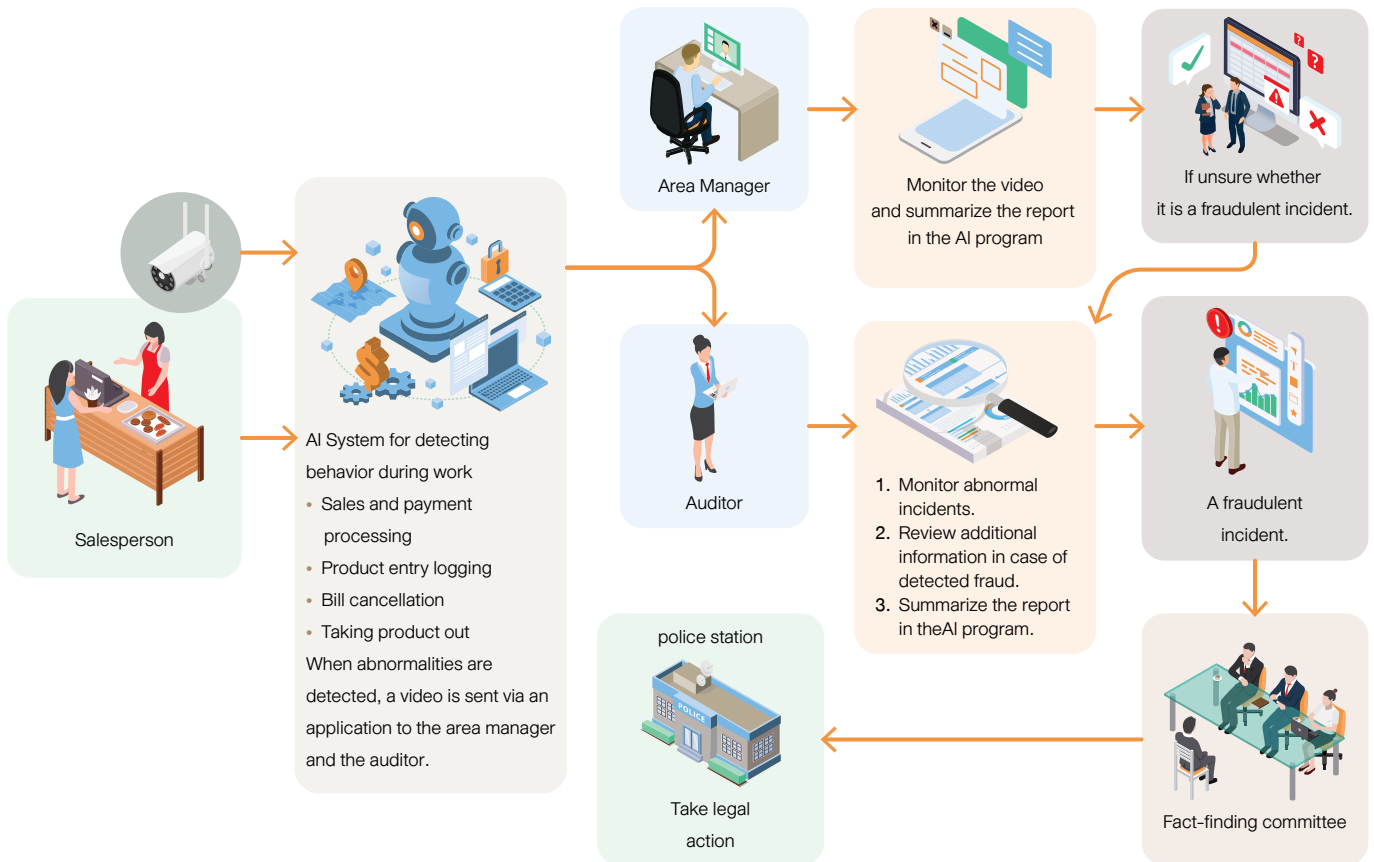 Salesperson
AI System for detecting
behavior during work
• Sales and payment
processing
• Product entry logging
• Bill cancellation
• Taking product out
When abnormalities are
detected, a video is sent via an
application to the area manager
and the auditor.
Area Manager
Monitor the video
and summarize the report
in the AI program
If unsure whether
it is a fraudulent incident.
Auditor
1. Monitor abnormal
incidents.
2. Review additional
information in case of
detected fraud.
3. Summarize the report
in theAI program.
A fraudulent
incident.
Fact-finding committee
police station
POLICE
Take legal
action